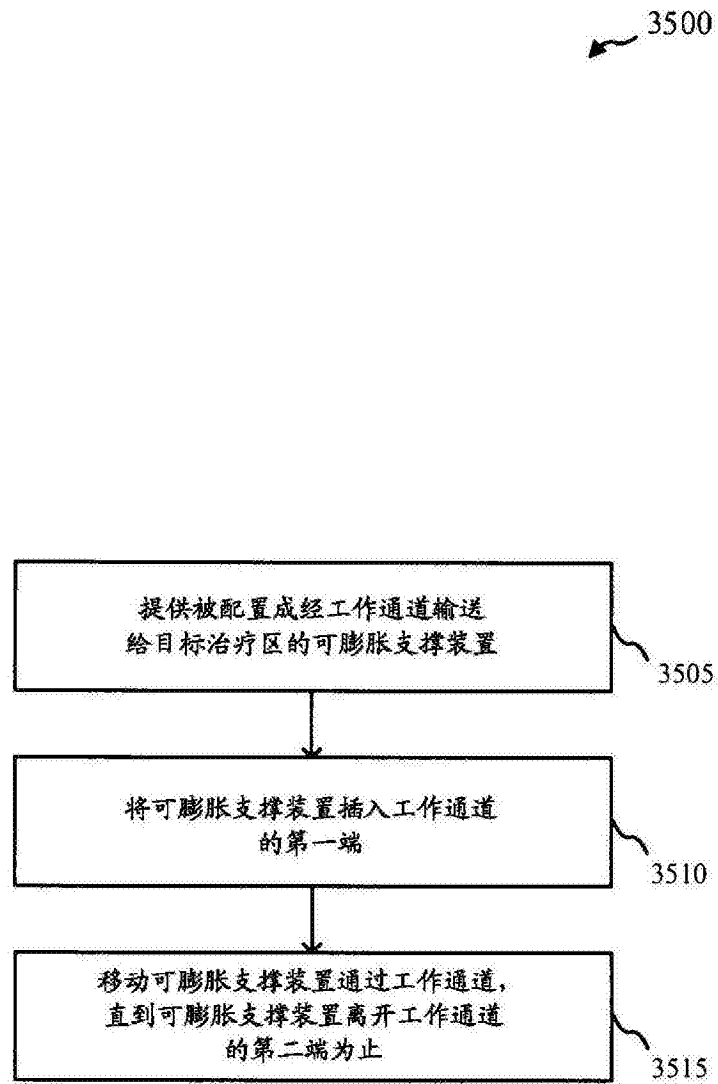 3500
提供被配置成经工作通道输送
给目标治疗区的可膨胀支撑装置
3505
将可膨胀支撑装置插入工作通道
的第一端
3510
移动可膨胀支撑装置通过工作通道，
直到可膨胀支撑装置离开工作通道
的第二端为止
3515